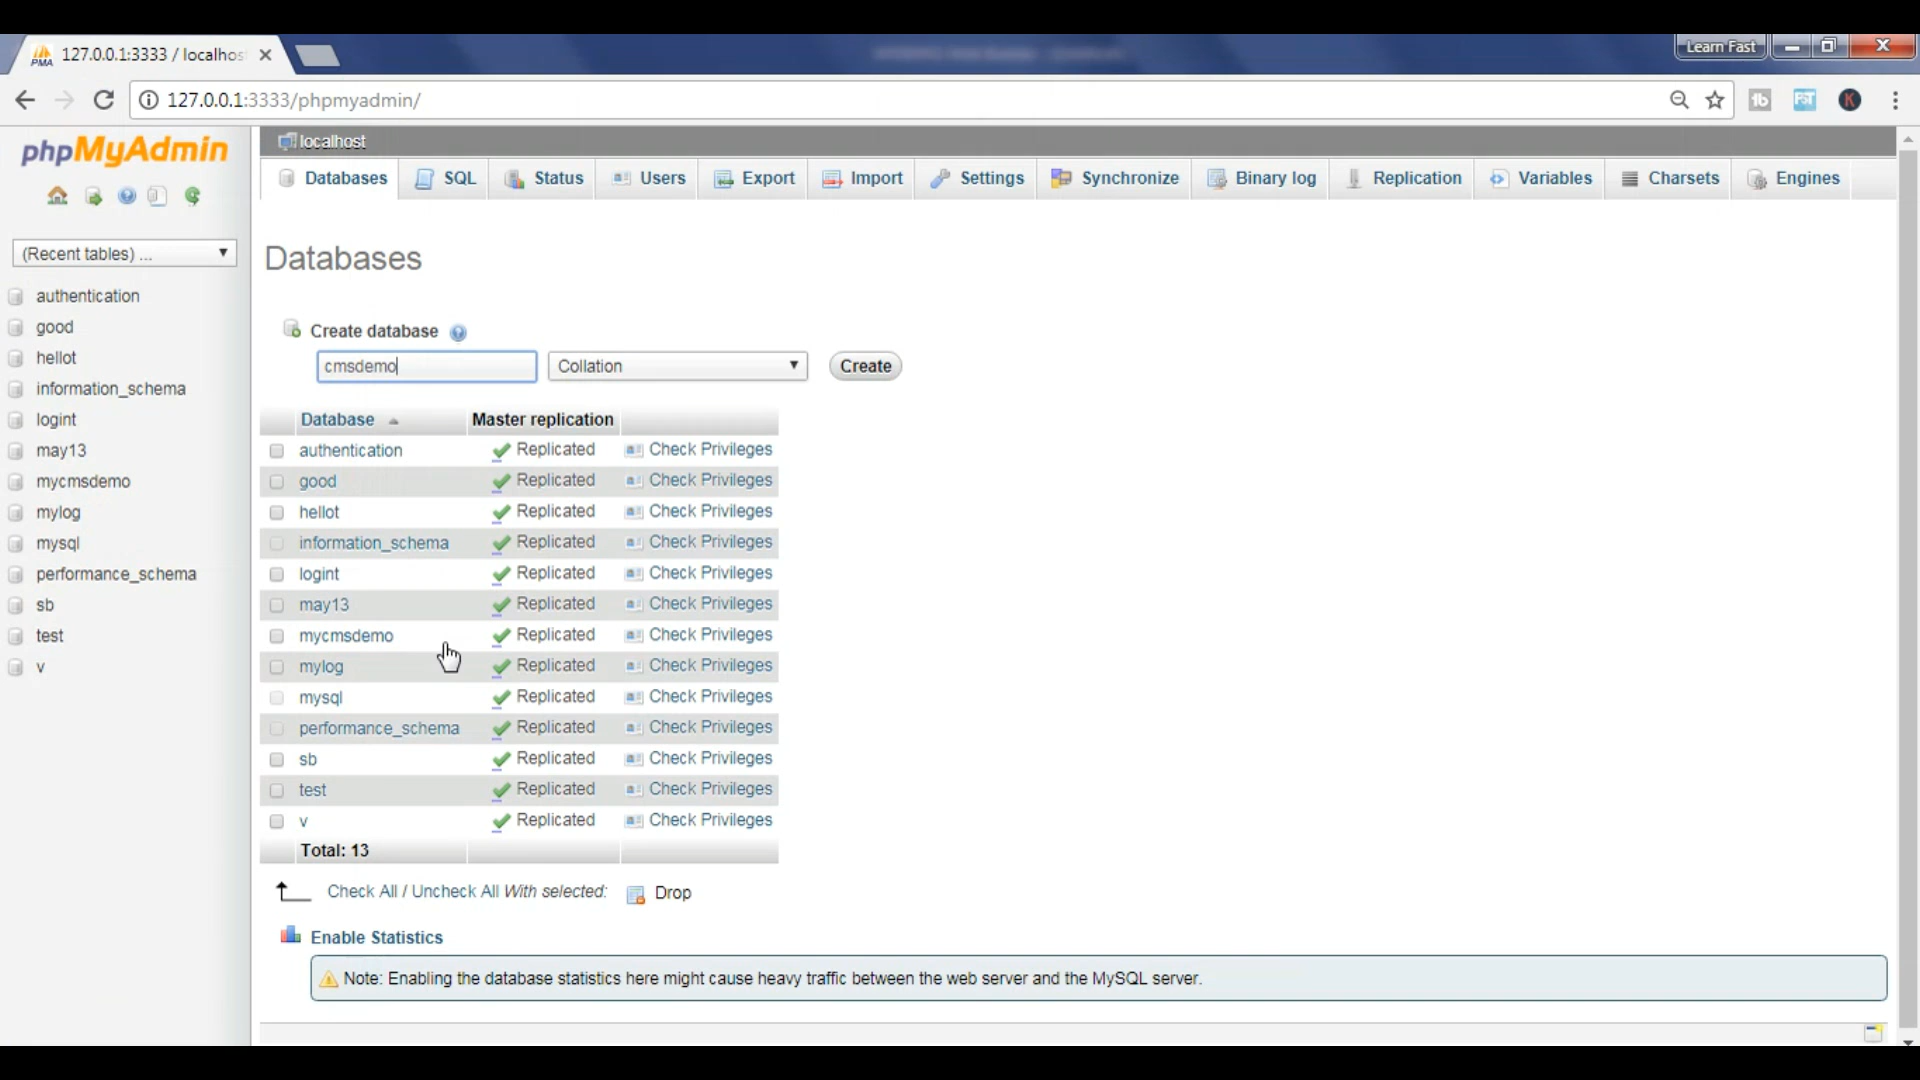 127.0.0.1:3333 / localhos
Learn Fast
127.0.0.1:3333/phpmyadmin/
phpMyAdmin
localhost
Databases SQL Status Users Export Import Settings Synchronize Binary log Replication Variables Charsets Engines
(Recent tables) ...
authentication
good
hellot
information_schema
logint
may13
mycmsdemo
mylog
mysql
performance_schema
sb
test
v
Databases
Create database
cmsdemo Collation Create
Database Master replication
authentication Replicated Check Privileges
good Replicated Check Privileges
hellot Replicated Check Privileges
information_schema Replicated Check Privileges
logint Replicated Check Privileges
may13 Replicated Check Privileges
mycmsdemo Replicated Check Privileges
mylog Replicated Check Privileges
mysql Replicated Check Privileges
performance_schema Replicated Check Privileges
sb Replicated Check Privileges
test Replicated Check Privileges
v Replicated Check Privileges
Total: 13
Check All / Uncheck All With selected: Drop
Enable Statistics
Note: Enabling the database statistics here might cause heavy traffic between the web server and the MySQL server.